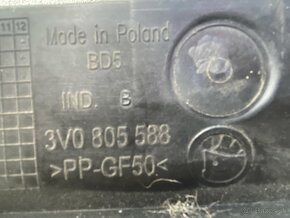 11 12
Made in Poland
BD5
IND. B
3V0 805 588
>PP-GF50<